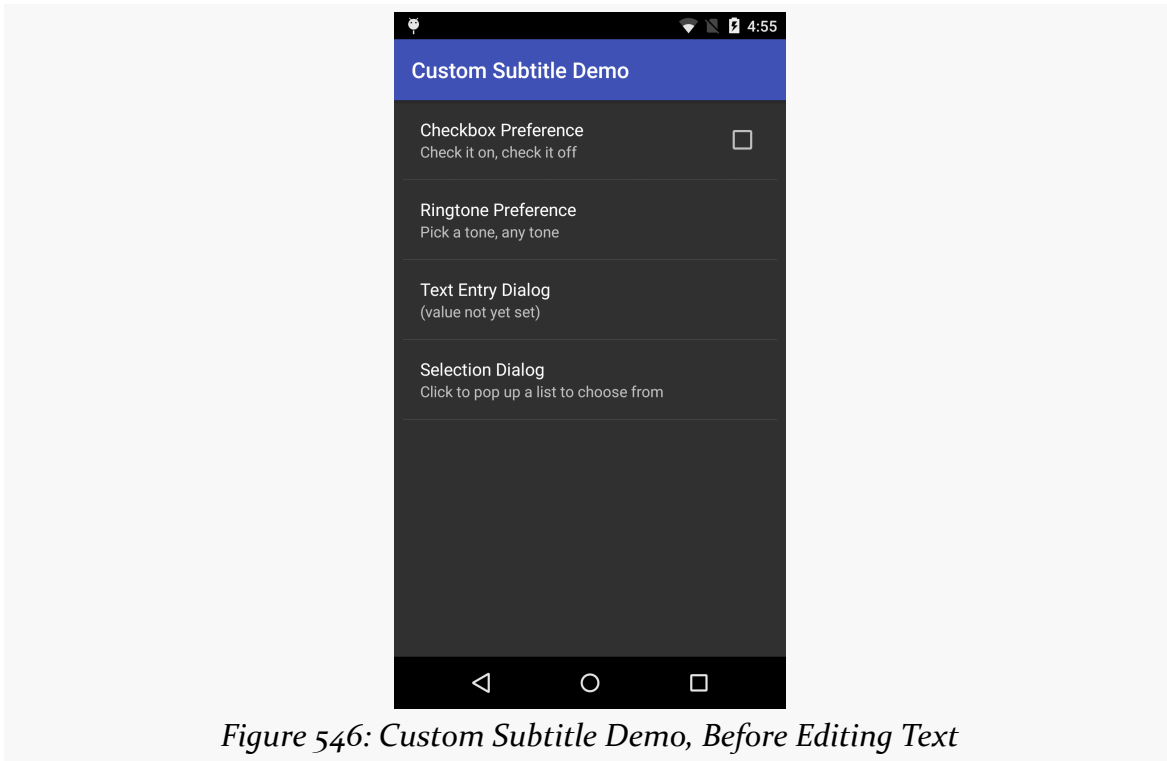 4:55
Custom Subtitle Demo
Checkbox Preference
Check it on, check it off
Ringtone Preference
Pick a tone, any tone
Text Entry Dialog
(value not yet set)
Selection Dialog
Click to pop up a list to choose from
Figure 546: Custom Subtitle Demo, Before Editing Text